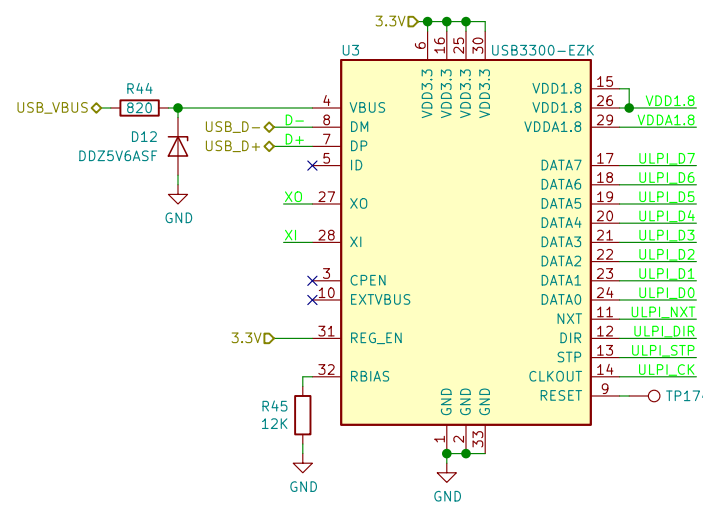 3.3V
U3
USB3300-EZK
6
16
25
30
VDD3.3
VDD3.3
VDD3.3
VDD3.3
R44
USB_VBUS
820
4
VBUS
D12
DDZ5V6ASF
GND
USB_D-
D-
8
DM
USB_D+
D+
7
DP
5
ID
XO
27
XO
XI
28
XI
3
CPEN
10
EXTVBUS
3.3V
31
REG_EN
32
RBIAS
R45
12K
GND
VDD1.8
15
VDD1.8
26
VDD1.8
VDDA1.8
29
VDDA1.8
DATA7
17
ULPI_D7
DATA6
18
ULPI_D6
DATA5
19
ULPI_D5
DATA4
20
ULPI_D4
DATA3
21
ULPI_D3
DATA2
22
ULPI_D2
DATA1
23
ULPI_D1
DATA0
24
ULPI_D0
NXT
11
ULPI_NXT
DIR
12
ULPI_DIR
STP
13
ULPI_STP
CLKOUT
14
ULPI_CK
RESET
9
GND
GND
GND
1
2
33
GND